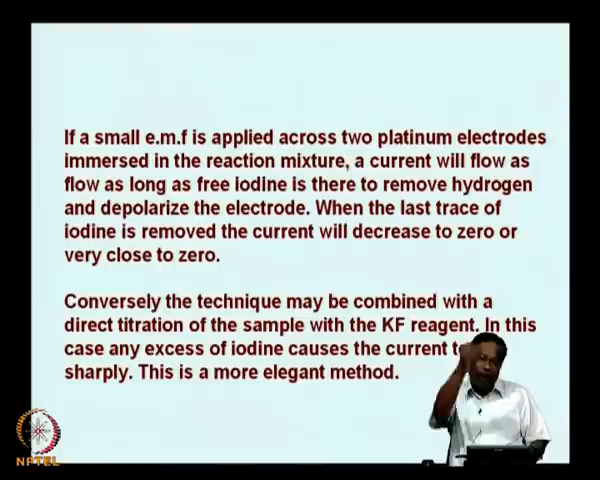 If a small e.m.f is applied across two platinum electrodes
immersed in the reaction mixture, a current will flow as
flow as long as free iodine is there to remove hydrogen
and depolarize the electrode. When the last trace of
iodine is removed the current will decrease to zero or
very close to zero.
Conversely the technique may be combined with a
direct titration of the sample with the KF reagent. In this
case any excess of iodine causes the current
sharply. This is a more elegant method.
NPTEL